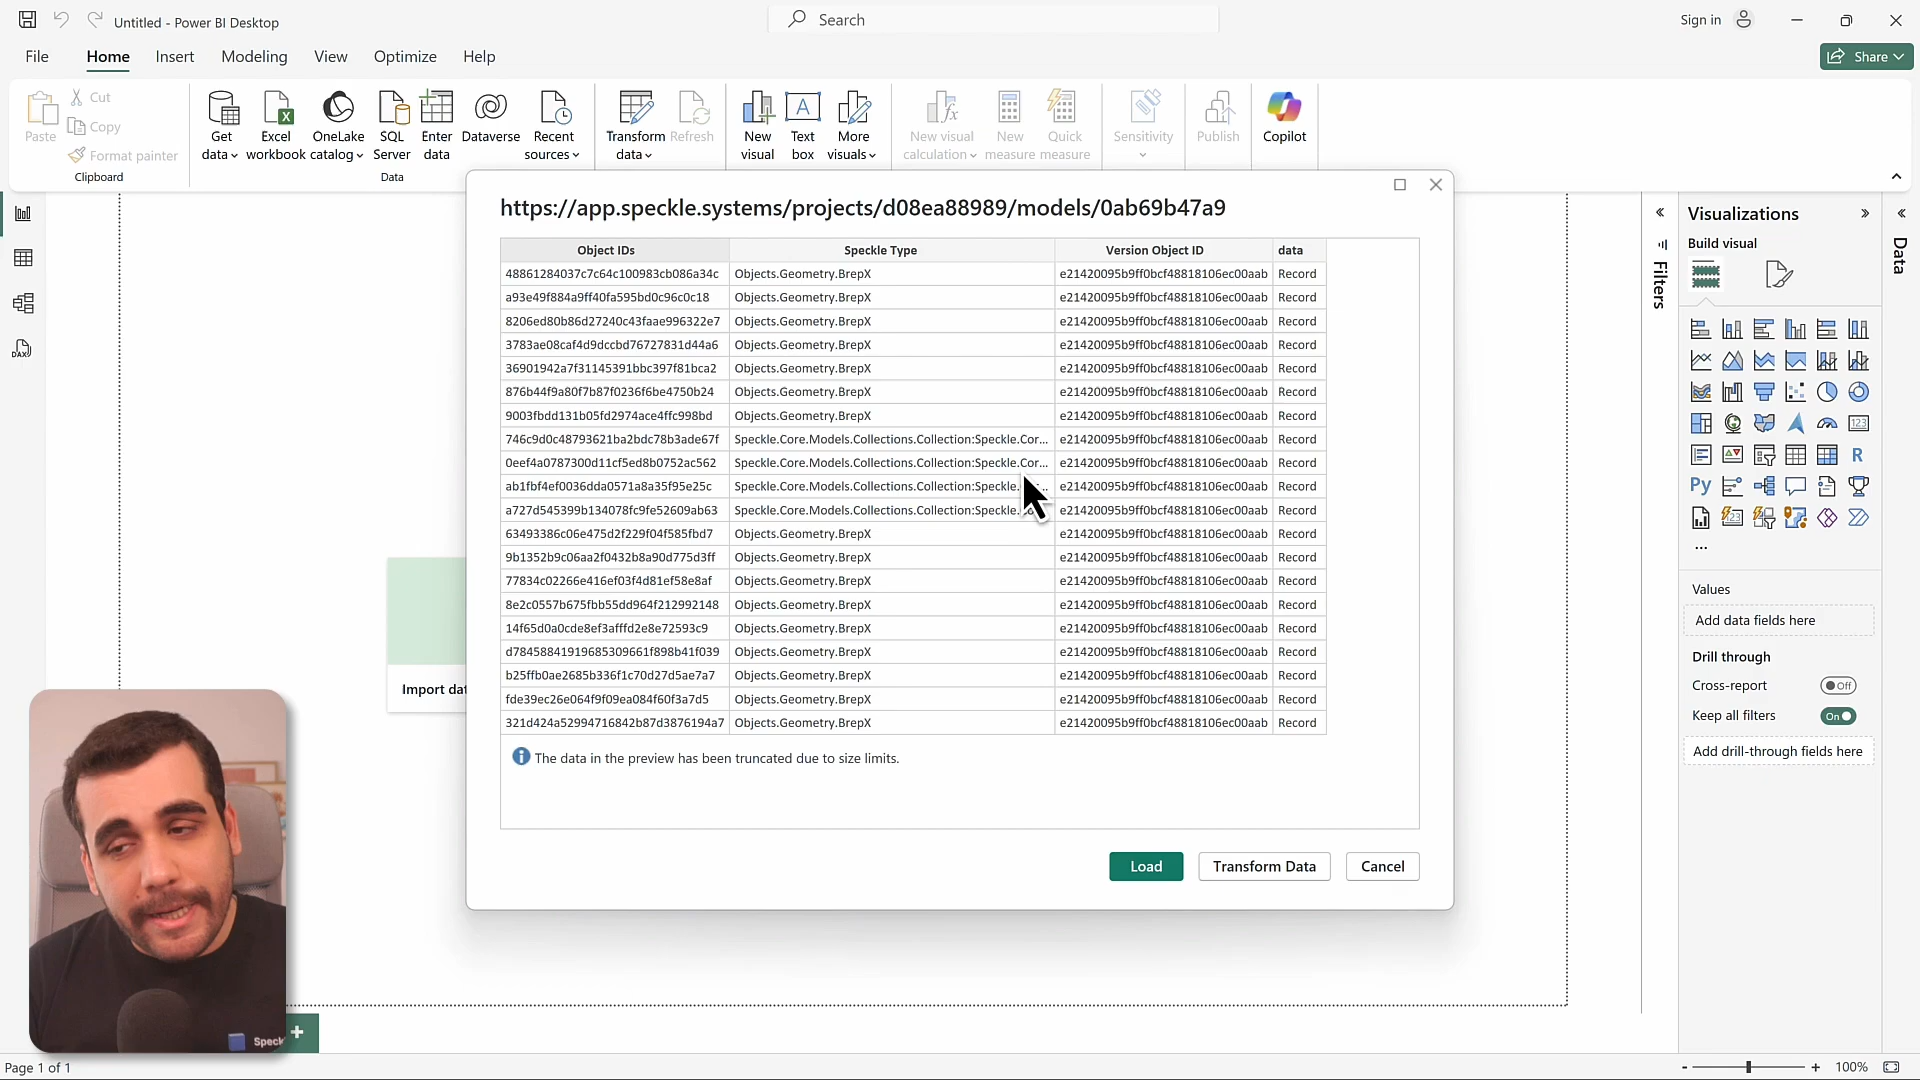 Untitled - Power BI Desktop
Search
Sign in
File
Home
Insert
Modeling
View
Optimize
Help
Share
Paste
Cut
Copy
Format painter
Clipboard
Get data
Excel workbook
OneLake catalog
SQL Server
Enter data
Dataverse
Recent sources
Data
Transform data
Refresh
New visual
Text box
More visuals
New visual calculation
New measure
Quick measure
Sensitivity
Publish
Copilot
https://app.speckle.systems/projects/d08ea88989/models/0ab69b47a9
Object IDs Speckle Type Version Object ID data
48861284037c7c64c100983cb086a34c Objects.Geometry.BrepX e21420095b9ff0bcf48818106ec00aab Record
a93e49f884a9ff40fa595bd0c96c0c18 Objects.Geometry.BrepX e21420095b9ff0bcf48818106ec00aab Record
8206ed80b86d27240c43faae996322e7 Objects.Geometry.BrepX e21420095b9ff0bcf48818106ec00aab Record
3783ae08caf4d9dccbd76727831d44a6 Objects.Geometry.BrepX e21420095b9ff0bcf48818106ec00aab Record
36901942a7f31145391bbc397f81bca2 Objects.Geometry.BrepX e21420095b9ff0bcf48818106ec00aab Record
876b44f9a80f7b87f0236f6be4750b24 Objects.Geometry.BrepX e21420095b9ff0bcf48818106ec00aab Record
9003fbdd131b05fd2974ace4ffc998bd Objects.Geometry.BrepX e21420095b9ff0bcf48818106ec00aab Record
746c9d0c48793621ba2bdc78b3ade67f Speckle.Core.Models.Collections.Collection:Speckle.Cor... e21420095b9ff0bcf48818106ec00aab Record
0eef4a0787300d11cf5ed8b0752ac562 Speckle.Core.Models.Collections.Collection:Speckle.Cor... e21420095b9ff0bcf48818106ec00aab Record
ab1fbf4ef0036dda0571a8a35f95e25c Speckle.Core.Models.Collections.Collection:Speckle. e21420095b9ff0bcf48818106ec00aab Record
a727d545399b134078fc9fe52609ab63 Speckle.Core.Models.Collections.Collection:Speckle. e21420095b9ff0bcf48818106ec00aab Record
63493386c06e475d2f229f04f585fbd7 Objects.Geometry.BrepX e21420095b9ff0bcf48818106ec00aab Record
9b1352b9c06aa2f0432b8a90d775d3ff Objects.Geometry.BrepX e21420095b9ff0bcf48818106ec00aab Record
77834c02266e416ef03f4d81ef58e8af Objects.Geometry.BrepX e21420095b9ff0bcf48818106ec00aab Record
8e2c0557b675fbb55dd964f212992148 Objects.Geometry.BrepX e21420095b9ff0bcf48818106ec00aab Record
14f65d0a0cde8ef3afffd2e8e72593c9 Objects.Geometry.BrepX e21420095b9ff0bcf48818106ec00aab Record
d78458841919685309661f898b41f039 Objects.Geometry.BrepX e21420095b9ff0bcf48818106ec00aab Record
b25ffb0ae2685b336f1c70d27d5ae7a7 Objects.Geometry.BrepX e21420095b9ff0bcf48818106ec00aab Record
fde39ec26e064f9f09ea084f60f3a7d5 Objects.Geometry.BrepX e21420095b9ff0bcf48818106ec00aab Record
321d424a52994716842b87d3876194a7 Objects.Geometry.BrepX e21420095b9ff0bcf48818106ec00aab Record
The data in the preview has been truncated due to size limits.
Load
Transform Data
Cancel
Import dat
Speck
Filters
Visualizations
Build visual
123
R
Py
123
Values
Add data fields here
Drill through
Cross-report
Off
Keep all filters
On
Add drill-through fields here
Data
DAX
Page 1 of 1
100%